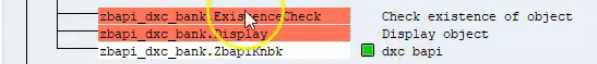 zbapi_dxc_bank.ExistenceCheck Check existence of object
zbapi_dxc_bank.Display Display object
zbapi_dxc_bank.ZbapiKnbk dxc bapi